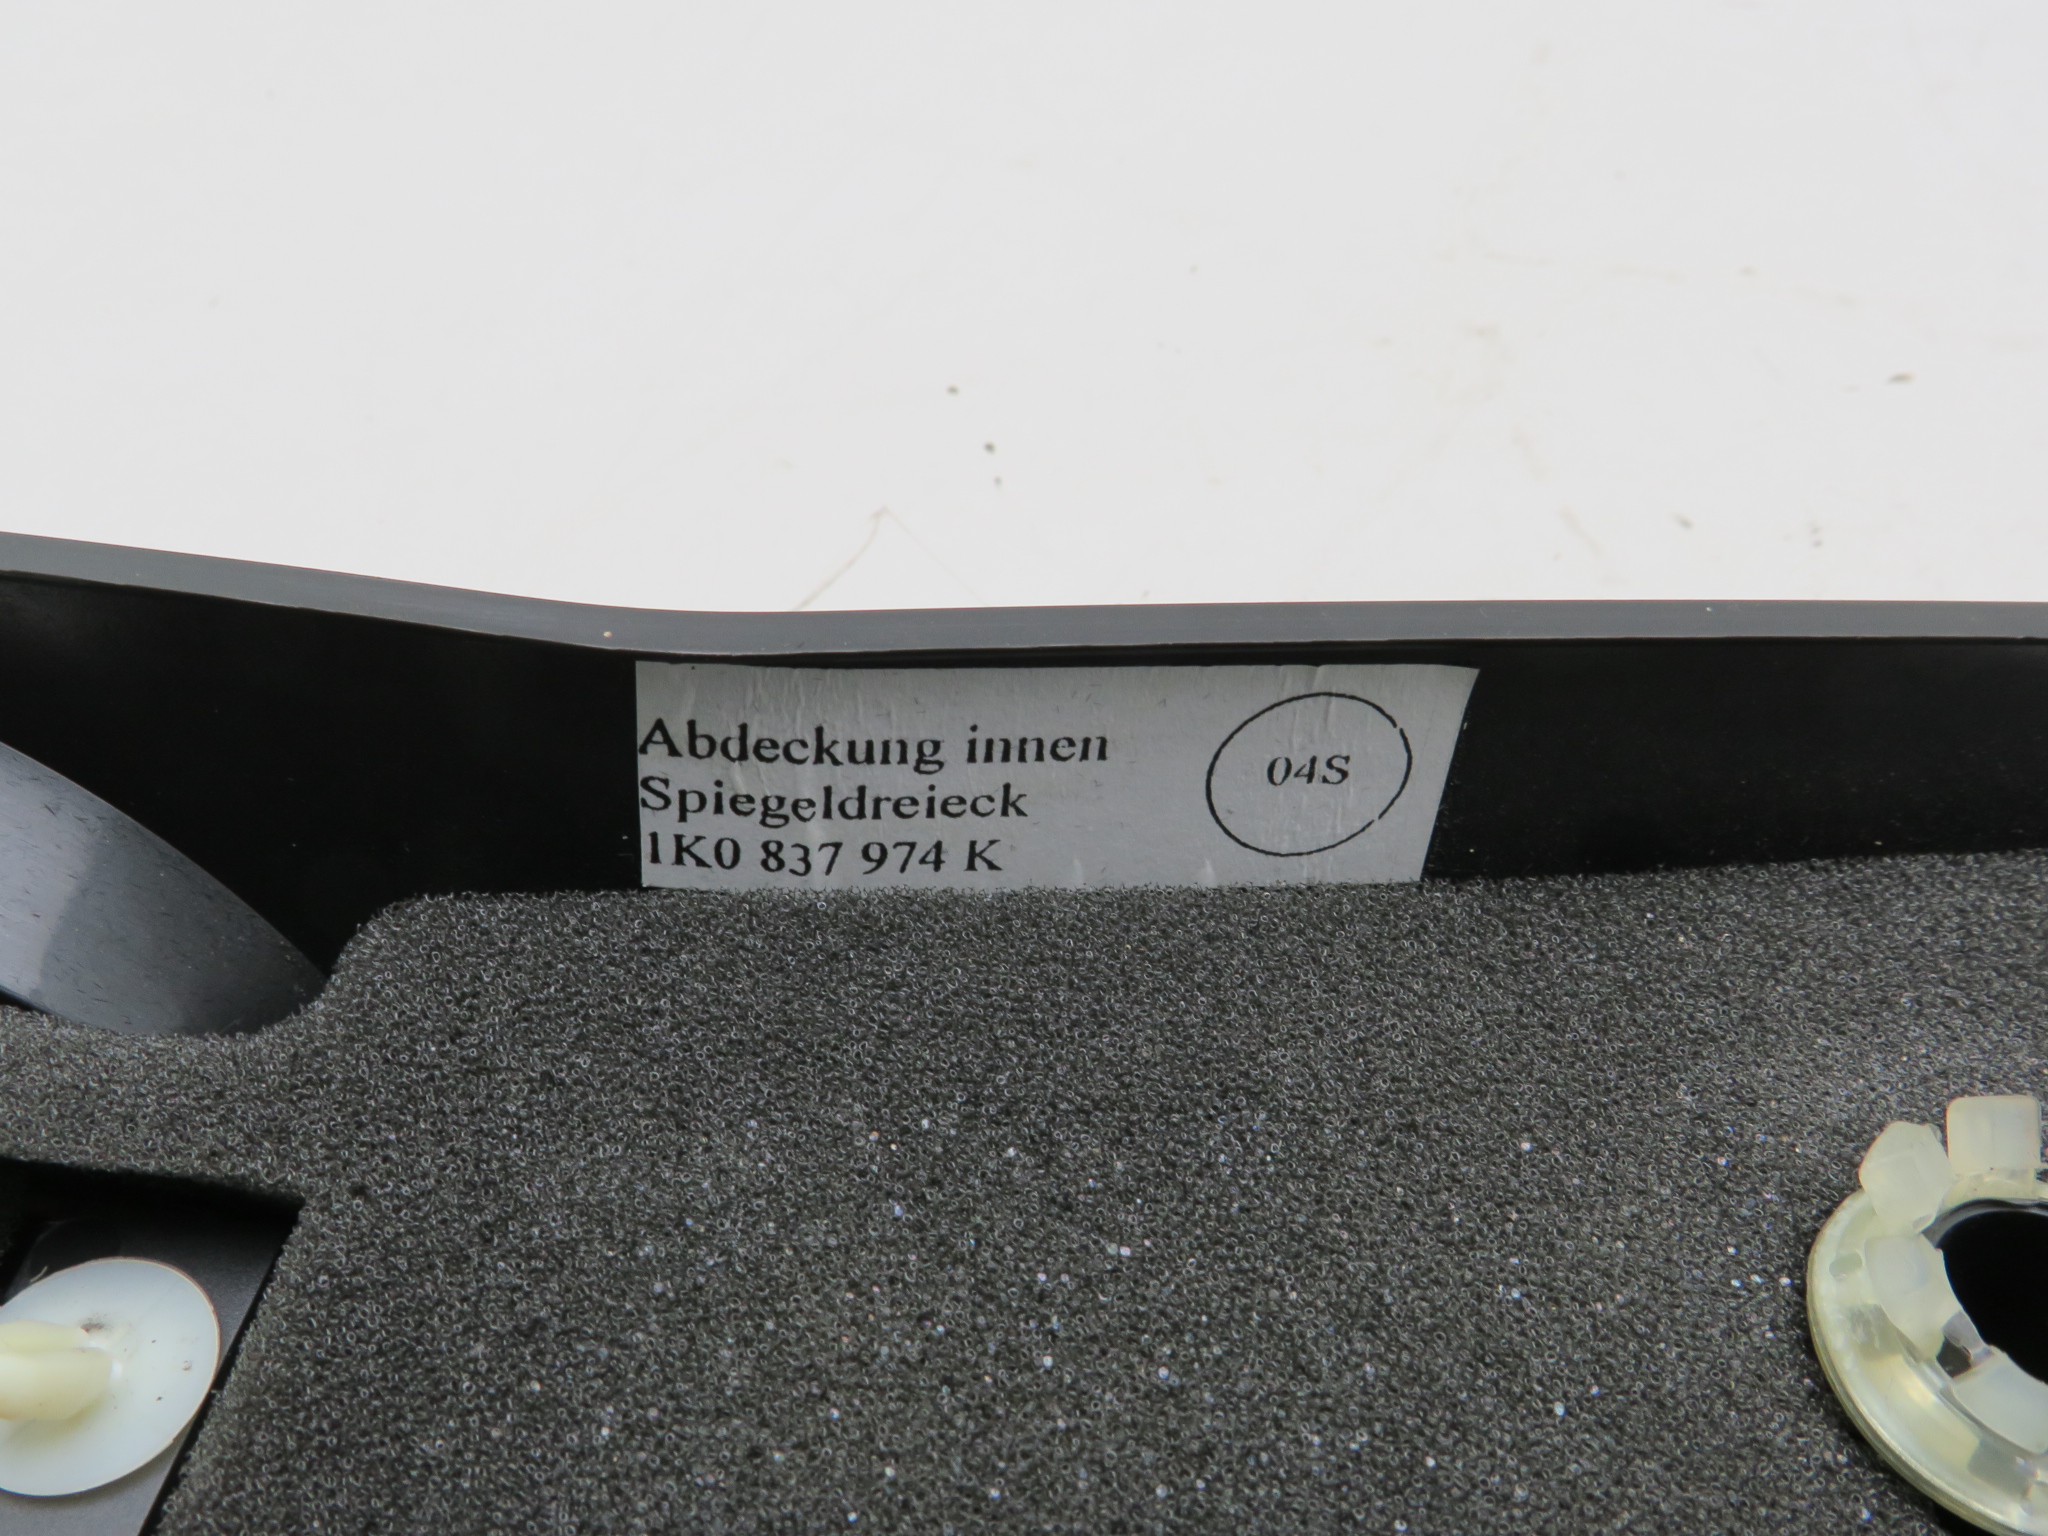 Abdeckung innen
Spiegeldreieck
1K0 837 974 K
04S